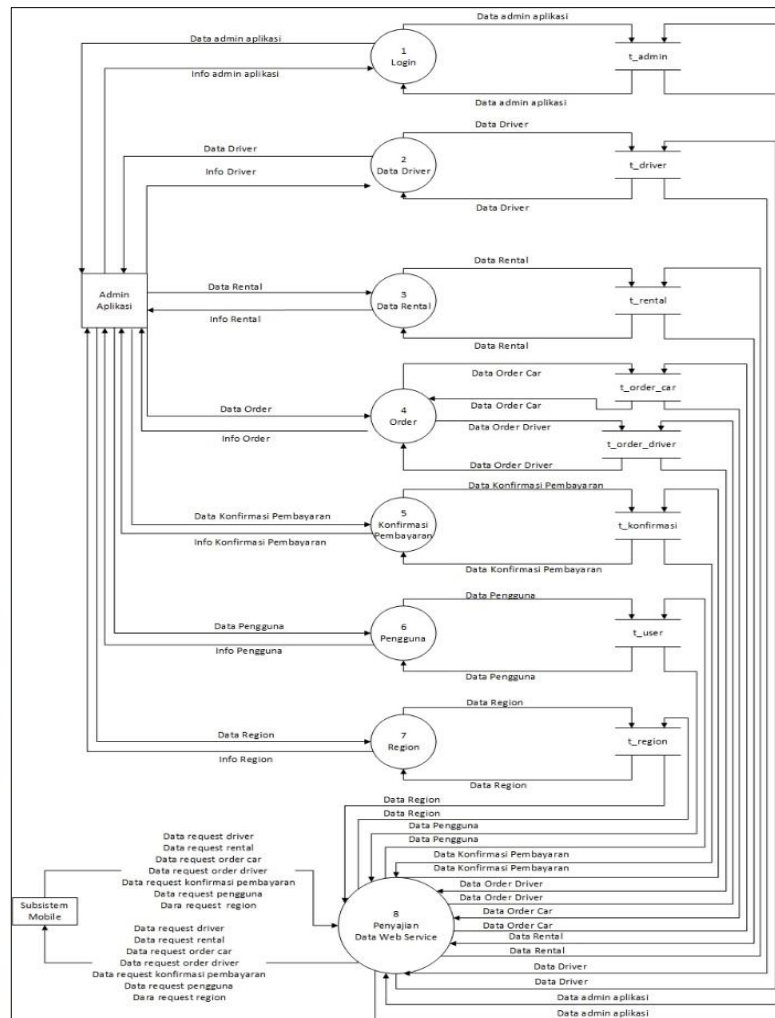 Data admin aplikasi
Data admin aplikasi
1
Login
t_admin
Info admin aplikasi
Data admin aplikasi
Data Driver
Data Driver
2
Data Driver
t_driver
Info Driver
Data Driver
Admin
Aplikasi
Data Rental
Data Rental
3
Data Rental
t_rental
Info Rental
Data Rental
Data Order Car
t_order_car
Data Order
4
Order
Data Order Car
Data Order Driver
Info Order
t_order_driver
Data Order Driver
Data Konfirmasi Pembayaran
Data Konfirmasi Pembayaran
5
Konfirmasi
Pembayaran
t_konfirmasi
Info Konfirmasi Pembayaran
Data Konfirmasi Pembayaran
Data Pengguna
Data Pengguna
6
Pengguna
t_user
Info Pengguna
Data Pengguna
Data Region
Data Region
7
Region
t_region
Info Region
Data Region
Data Region
Data Region
Data Pengguna
Data Pengguna
Data Konfirmasi Pembayaran
Data Konfirmasi Pembayaran
Data Order Driver
Data Order Driver
Data Order Car
Data Order Car
Data Rental
Data Rental
Data Driver
Data Driver
Data admin aplikasi
Data admin aplikasi
Data request driver
Data request rental
Data request order car
Data request order driver
Data request konfirmasi pembayaran
Data request pengguna
Dara request region
Subsistem
Mobile
8
Penyajian
Data Web Service
Data request driver
Data request rental
Data request order car
Data request order driver
Data request konfirmasi pembayaran
Data request pengguna
Dara request region